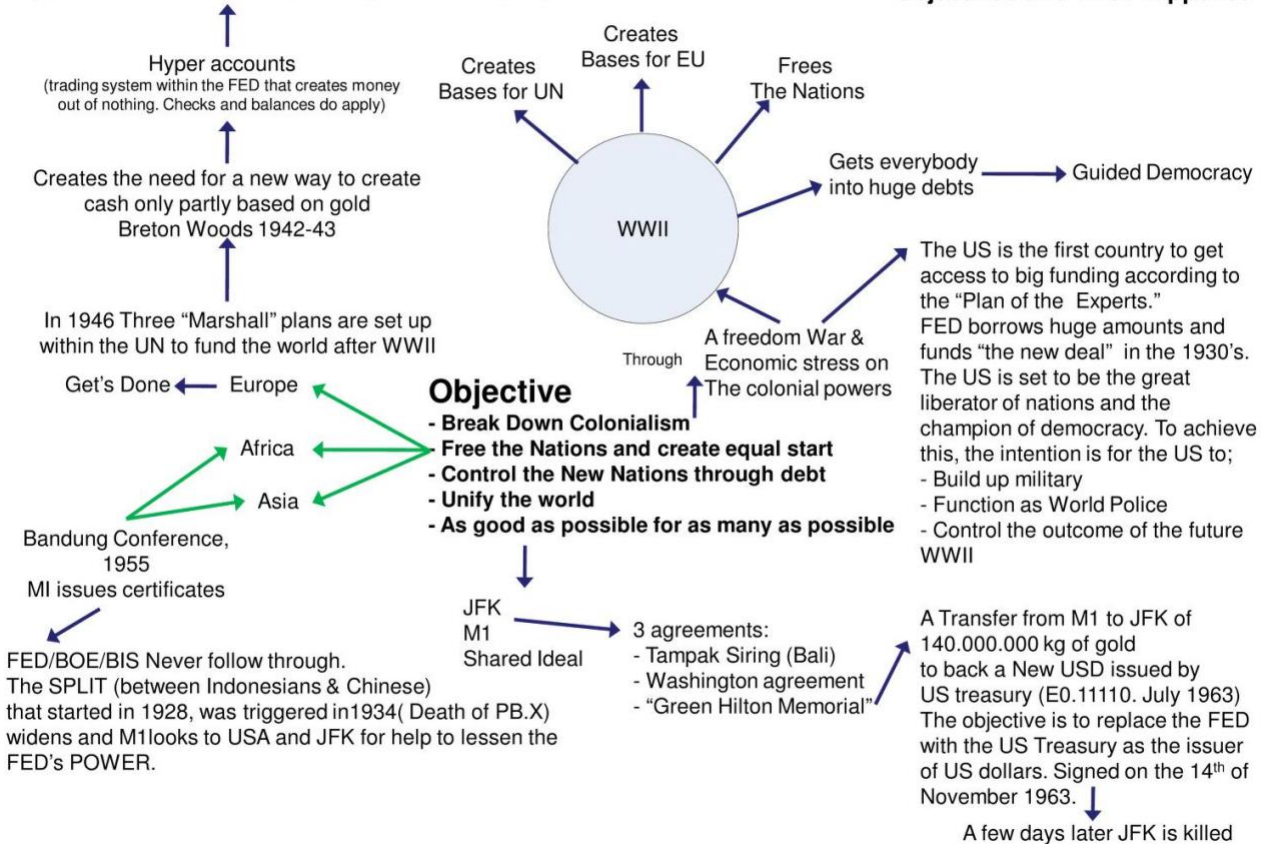 Hyper accounts
(trading system within the FED that creates money
out of nothing. Checks and balances do apply)
Creates the need for a new way to create
cash only partly based on gold
Breton Woods 1942-43
In 1946 Three “Marshall” plans are set up
within the UN to fund the world after WWII
Get's Done
Europe
Africa
Asia
Bandung Conference,
1955
MI issues certificates
FED/BOE/BIS Never follow through.
The SPLIT (between Indonesians & Chinese)
that started in 1928, was triggered in1934( Death of PB.X)
widens and M1looks to USA and JFK for help to lessen the
FED's POWER.
Creates
Bases for UN
Creates
Bases for EU
Frees
The Nations
Gets everybody
into huge debts
Guided Democracy
WWII
Through
A freedom War &
Economic stress on
The colonial powers
Objective
- Break Down Colonialism
- Free the Nations and create equal start
- Control the New Nations through debt
- Unify the world
- As good as possible for as many as possible
JFK
M1
Shared Ideal
3 agreements:
- Tampak Siring (Bali)
- Washington agreement
- “Green Hilton Memorial”
The US is the first country to get
access to big funding according to
the “Plan of the Experts.”
FED borrows huge amounts and
funds “the new deal” in the 1930's.
The US is set to be the great
liberator of nations and the
champion of democracy. To achieve
this, the intention is for the US to;
- Build up military
- Function as World Police
- Control the outcome of the future
WWII
A Transfer from M1 to JFK of
140.000.000 kg of gold
to back a New USD issued by
US treasury (E0.11110. July 1963)
The objective is to replace the FED
with the US Treasury as the issuer
of US dollars. Signed on the 14th of
November 1963.
A few days later JFK is killed